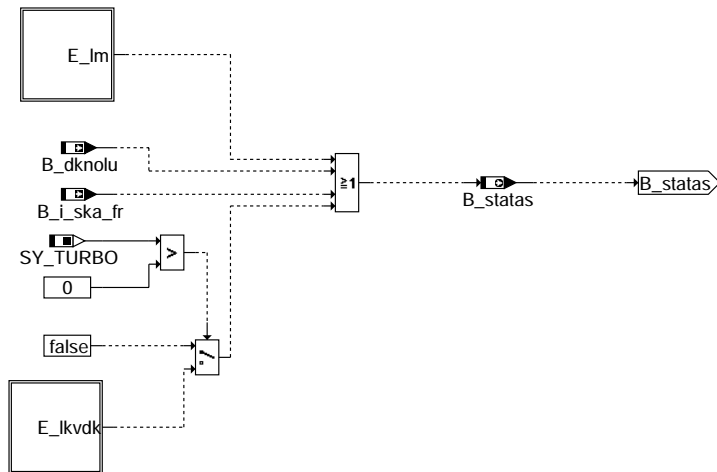 E_lm
B_dknolu
B_i_ska_fr
≥1
B_statas
B_statas
SY_TURBO
>
0
false
E_lkvdk